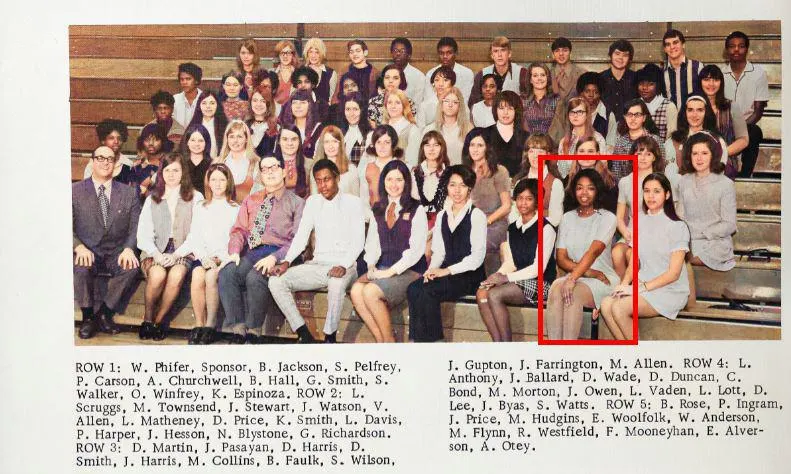 ROW 1: W. Phifer, Sponsor, B. Jackson, S. Pelfrey,
P. Carson, A. Churchwell, B. Hall, G. Smith, S.
Walker, O. Winfrey, K. Espinoza. ROW 2: L.
Scruggs, M. Townsend, J. Stewart, J. Watson, V.
Allen, L. Matheney, D. Price, K. Smith, L. Davis,
P. Harper, J. Hesson, N. Blystone, G. Richardson.
ROW 3: D. Martin, J. Pasayan, D. Harris, D.
Smith, J. Harris, M. Collins, B. Faulk, S. Wilson,
J. Gupton, J. Farrington, M. Allen. ROW 4: L.
Anthony, J. Ballard, D. Wade, D. Duncan, C.
Bond, M. Morton, J. Owen, L. Vaden, L. Lott, D.
Lee, J. Byas, S. Watts. ROW 5: B. Rose, P. Ingram,
J. Price, M. Hudgins, E. Woolfolk, W. Anderson,
M. Flynn, R. Westfield, F. Mooneyhan, E. Alver-
son, A. Otey.